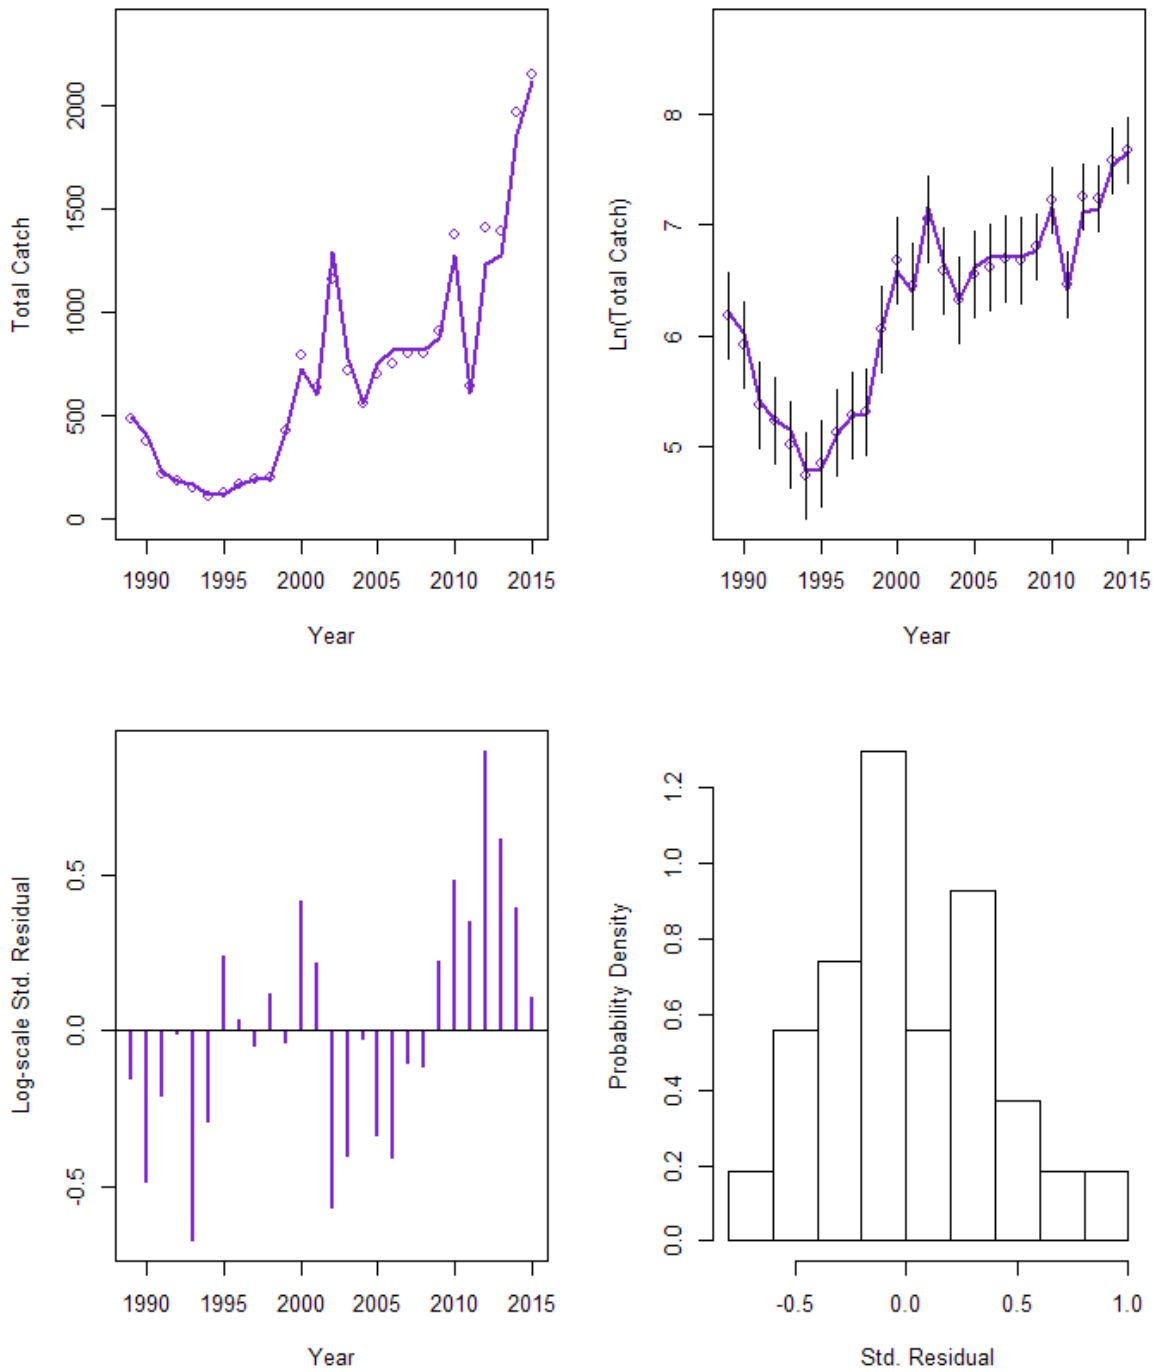 Total Catch
2000
1500
1000
500
0
1990 1995 2000 2005 2010 2015
Year
Ln(Total Catch)
8
7
6
5
1990 1995 2000 2005 2010 2015
Year
Log-scale Std. Residual
0.5
0.0
-0.5
1990 1995 2000 2005 2010 2015
Year
Probability Density
1.2
1.0
0.8
0.6
0.4
0.2
0.0
-0.5 0.0 0.5 1.0
Std. Residual